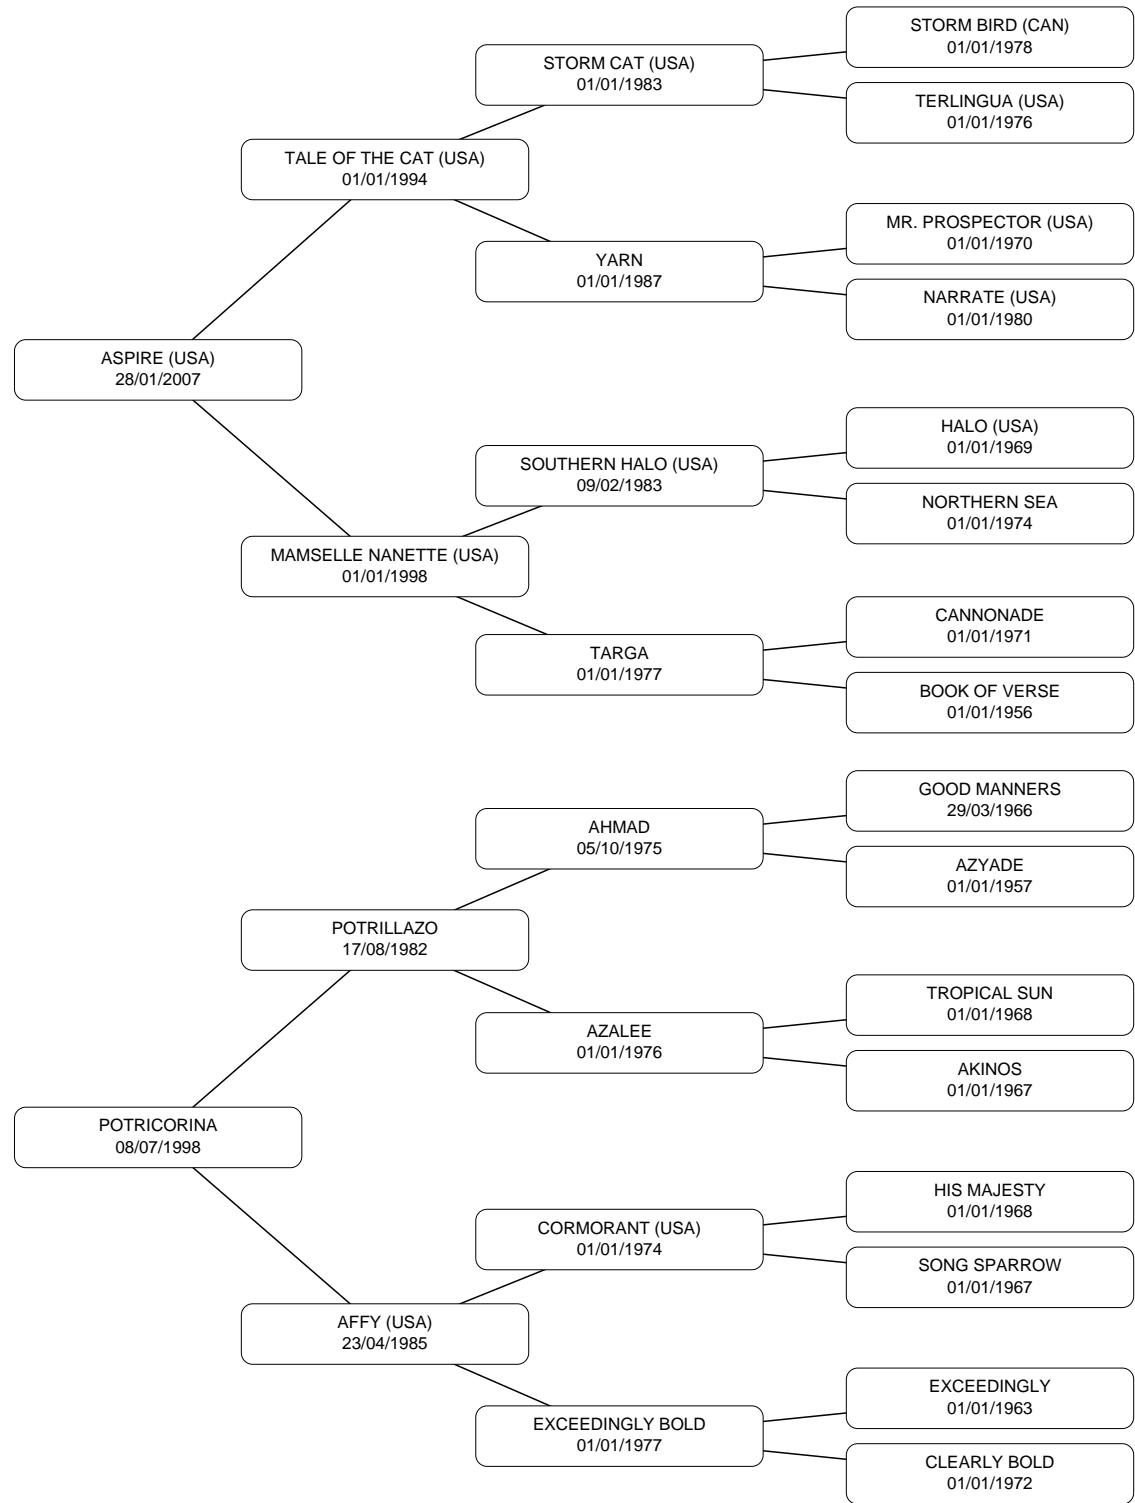 STORM BIRD (CAN)
01/01/1978
STORM CAT (USA)
01/01/1983
TERLINGUA (USA)
01/01/1976
TALE OF THE CAT (USA)
01/01/1994
MR. PROSPECTOR (USA)
01/01/1970
YARN
01/01/1987
NARRATE (USA)
01/01/1980
ASPIRE (USA)
28/01/2007
HALO (USA)
01/01/1969
SOUTHERN HALO (USA)
09/02/1983
NORTHERN SEA
01/01/1974
MAMSELLE NANETTE (USA)
01/01/1998
CANNONADE
01/01/1971
TARGA
01/01/1977
BOOK OF VERSE
01/01/1956
GOOD MANNERS
29/03/1966
AHMAD
05/10/1975
AZYADE
01/01/1957
POTRILLAZO
17/08/1982
TROPICAL SUN
01/01/1968
AZALEE
01/01/1976
AKINOS
01/01/1967
POTRICORINA
08/07/1998
HIS MAJESTY
01/01/1968
CORMORANT (USA)
01/01/1974
SONG SPARROW
01/01/1967
AFFY (USA)
23/04/1985
EXCEEDINGLY
01/01/1963
EXCEEDINGLY BOLD
01/01/1977
CLEARLY BOLD
01/01/1972